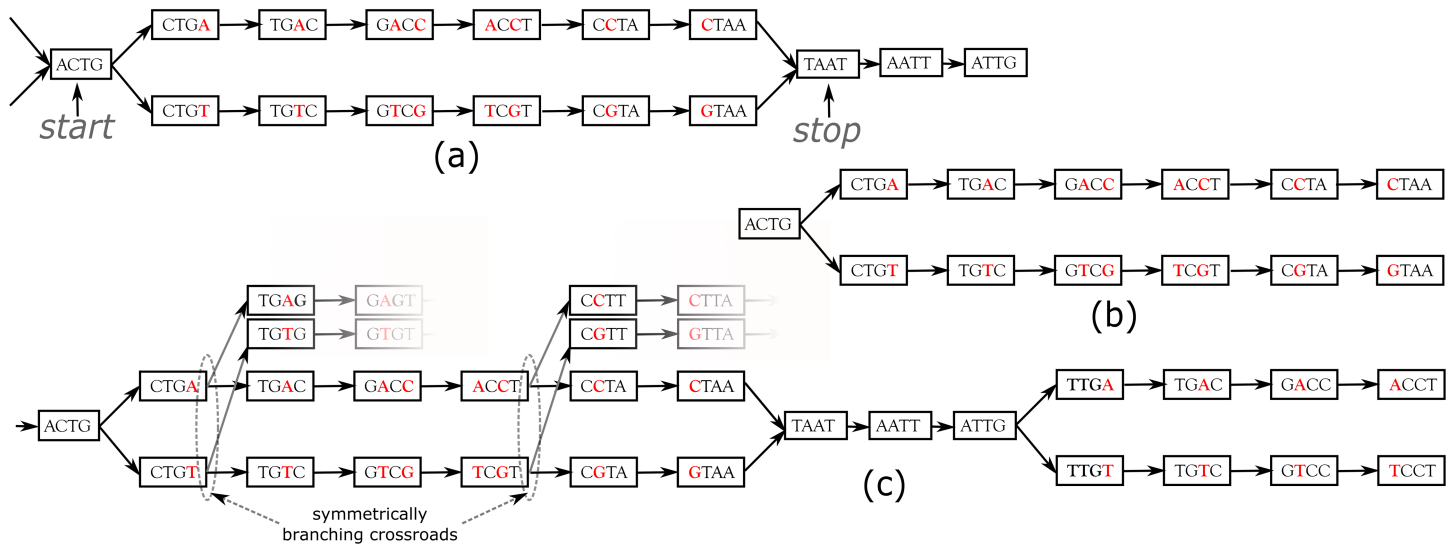 CTGA TGAC GACC ACCT CCTA CTAA
ACTG TAAT AATT ATTG
CTGT TGTC GTCG TCGT CGTA GTAA
start stop
(a)
CTGA TGAC GACC ACCT CCTA CTAA
ACTG
CTGT TGTC GTCG TCGT CGTA GTAA
(b)
TGAG GAGT CCTT CTTA
TGTG GTGT CGTT GTTA
CTGA TGAC GACC ACCT CCTA CTAA TTGA TGAC GACC ACCT
ACTG TAAT AATT ATTG
CTGT TGTC GTCG TCGT CGTA GTAA TTGT TGTC GTCC TCCT
(c)
symmetrically
branching crossroads